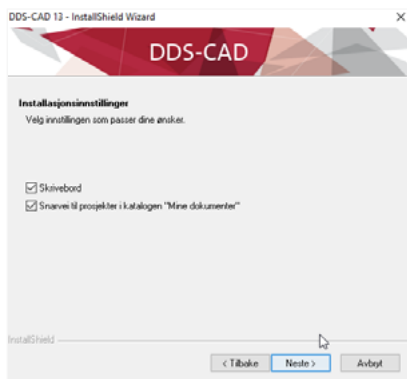 DDS-CAD 13 - InstallShield Wizard
DDS-CAD
Installasjonsinnstillinger
Velg innstillingen som passer dine ønsker.
Skrivebord
Snarvei til prosjekter i katalogen "Mine dokumenter"
InstallShield
< Tilbake Neste > Avbryt